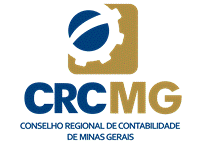 CRCMG
CONSELHO REGIONAL DE CONTABILIDADE
DE MINAS GERAIS